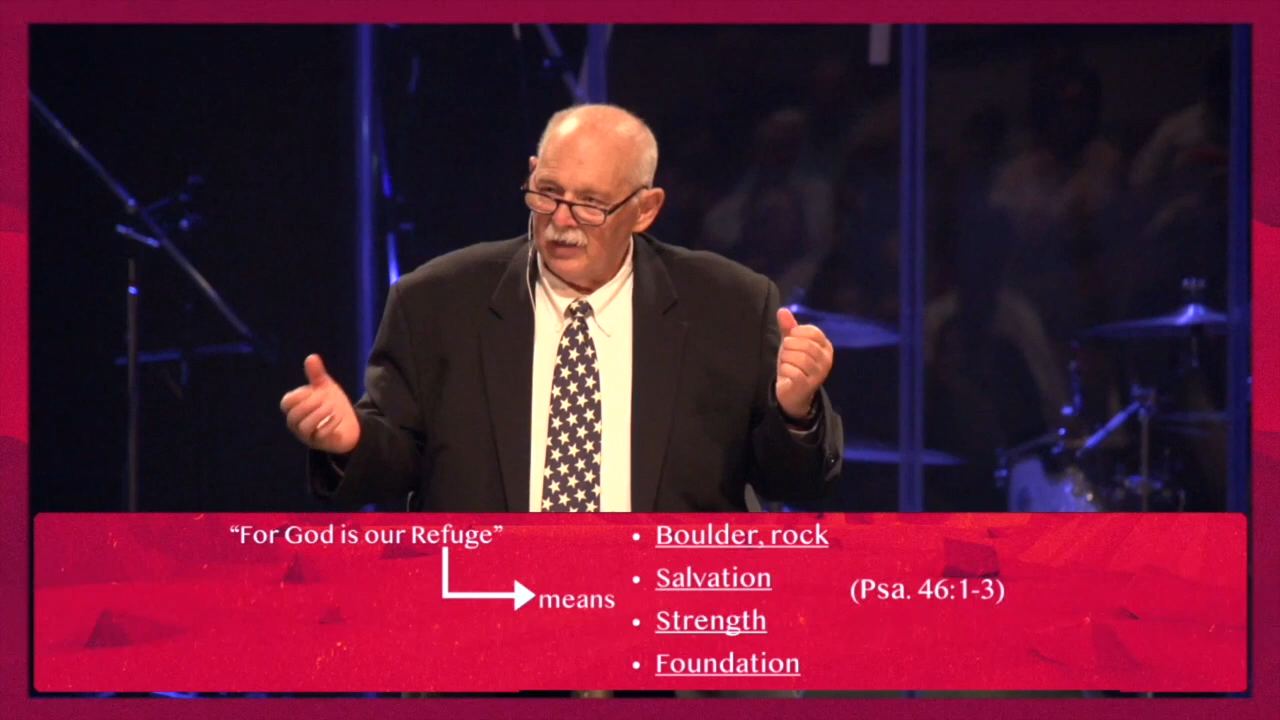 “For God is our Refuge”
means
• Boulder, rock
• Salvation
• Strength
• Foundation
(Psa. 46:1-3)